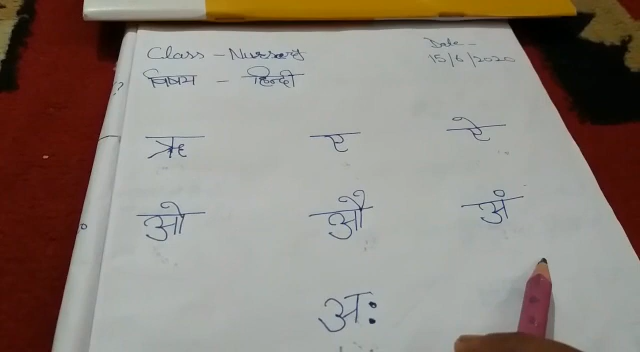 Class - Nursery
Date -
15/6/2020
विषय - हिन्दी
ऋ ए ऐ
ओ औ अं
अः